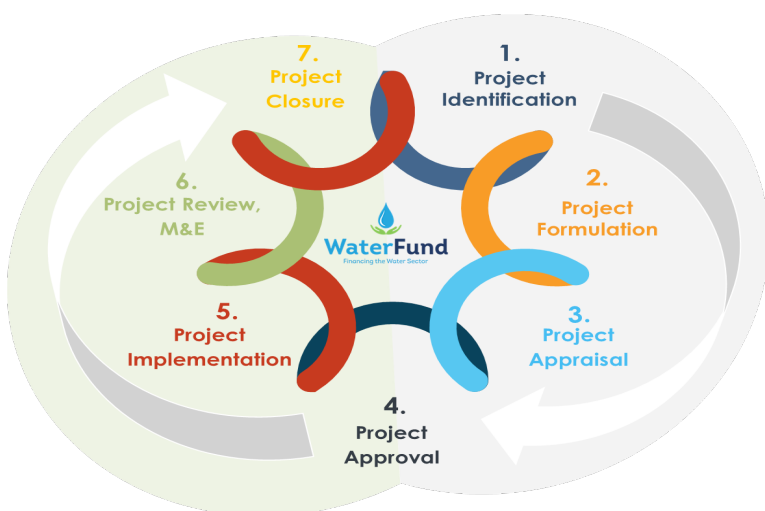 1.
Project
Identification
2.
Project
Formulation
3.
Project
Appraisal
4.
Project
Approval
5.
Project
Implementation
6.
Project Review,
M&E
7.
Project
Closure
WaterFund
Financing the Water Sector